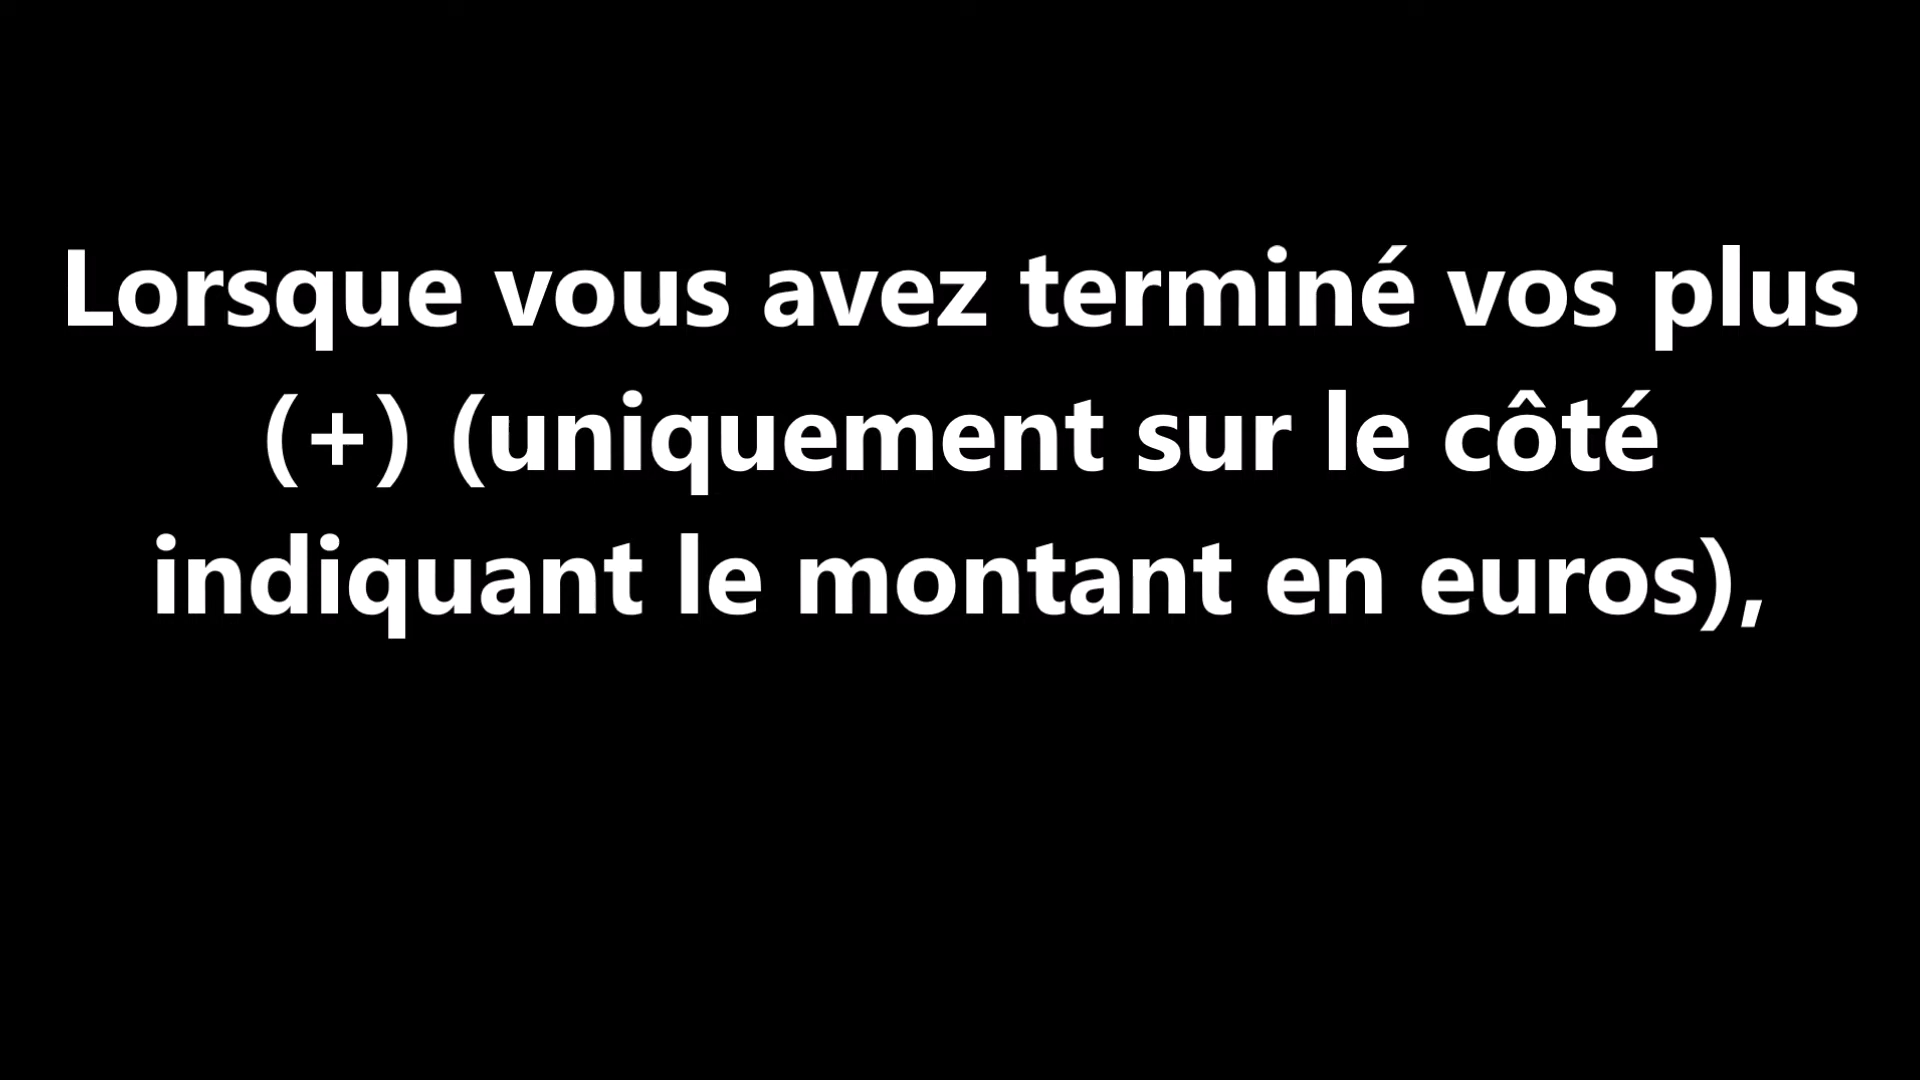 Lorsque vous avez terminé vos plus
(+) (uniquement sur le côté
indiquant le montant en euros),